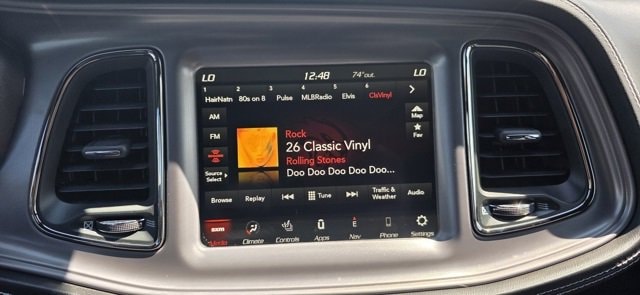 LO 12:48 74°out. LO
1 2 3 4 5 6
HairNatn 80s on 8 Pulse MLBRadio Elvis ClsVinyl
AM
FM
Source Select
Map
Fav
Rock
26 Classic Vinyl
Rolling Stones
Doo Doo Doo Doo Doo...
Browse Replay Tune Traffic & Weather Audio
sxm E
Media Climate Controls Apps Nav Phone Settings